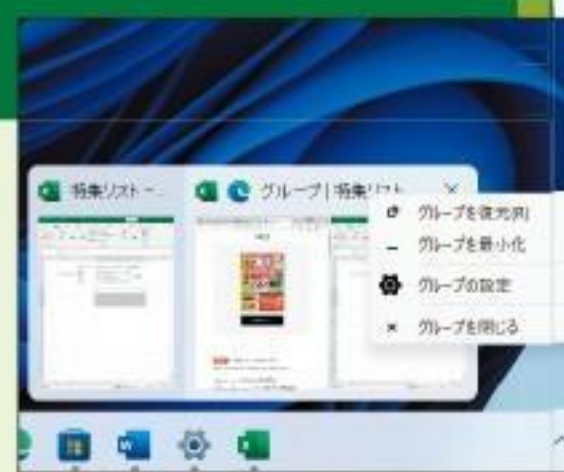 特集リスト -
グループ | 特集リスト
グループを復元(R)
グループを最小化
グループの設定
グループを閉じる